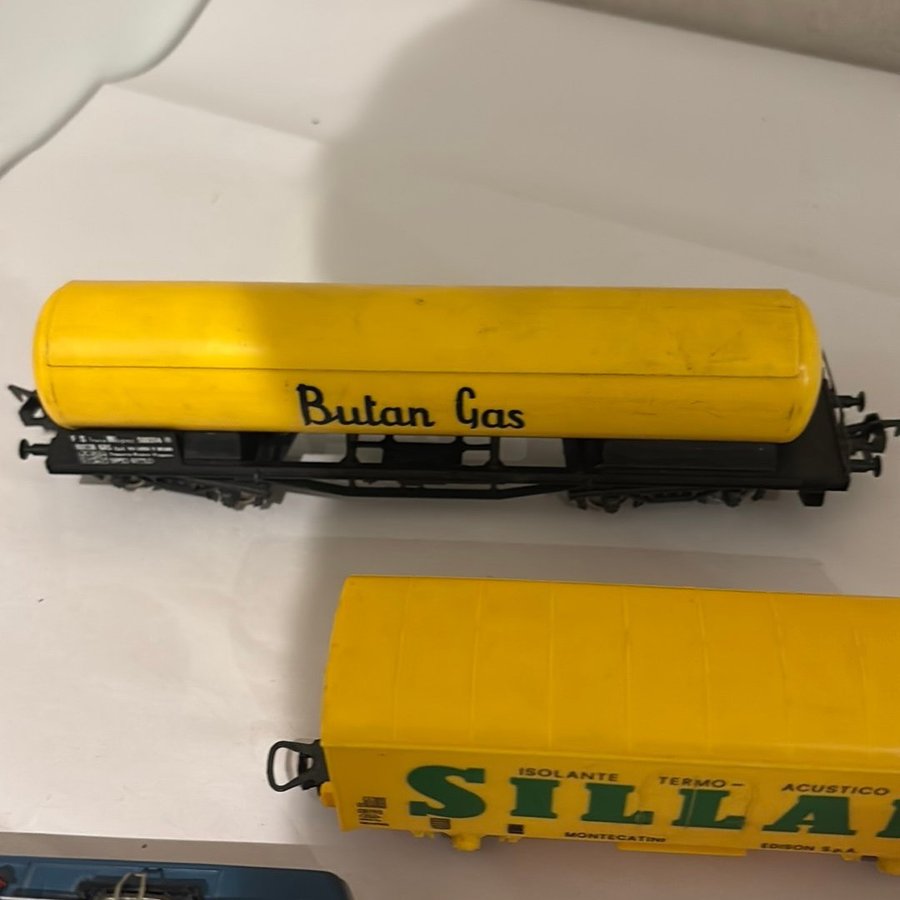 Butan Gas
ISOLANTE TERMO- ACUSTICO
SILLA
MONTECATINI EDISON S.p.A.